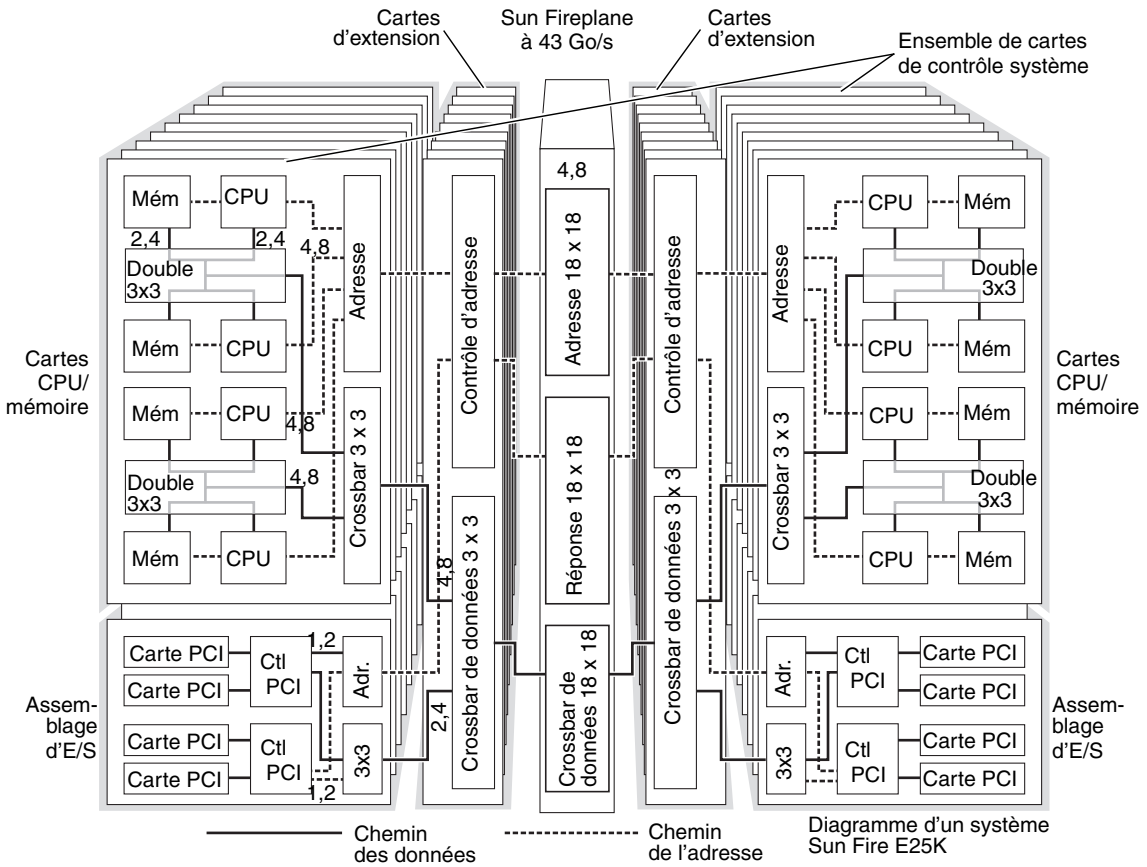 Cartes
d'extension
Sun Fireplane
à 43 Go/s
Cartes
d'extension
Ensemble de cartes
de contrôle système
Mém
CPU
2,4
2,4
4,8
Double
3x3
Mém
CPU
Mém
CPU
4,8
Double
3x3
4,8
Mém
CPU
Adresse
Crossbar 3 x 3
Cartes
CPU/
mémoire
Contrôle d'adresse
4,8
Crossbar de données 3 x 3
4,8
Adresse 18 x 18
Réponse 18 x 18
Crossbar de
données 18 x 18
Contrôle d'adresse
Crossbar de données 3 x 3
Adresse
Crossbar 3 x 3
CPU
Mém
Double
3x3
CPU
Mém
CPU
Mém
Double
3x3
CPU
Mém
Cartes
CPU/
mémoire
Assem-
blage
d'E/S
Carte PCI
Carte PCI
Ctl
PCI
1,2
Adr.
Carte PCI
Carte PCI
Ctl
PCI
1,2
3x3
2,4
Adr.
Ctl
PCI
Carte PCI
Carte PCI
3x3
Ctl
PCI
Carte PCI
Carte PCI
Assem-
blage
d'E/S
Chemin
des données
Chemin
de l'adresse
Diagramme d'un système
Sun Fire E25K